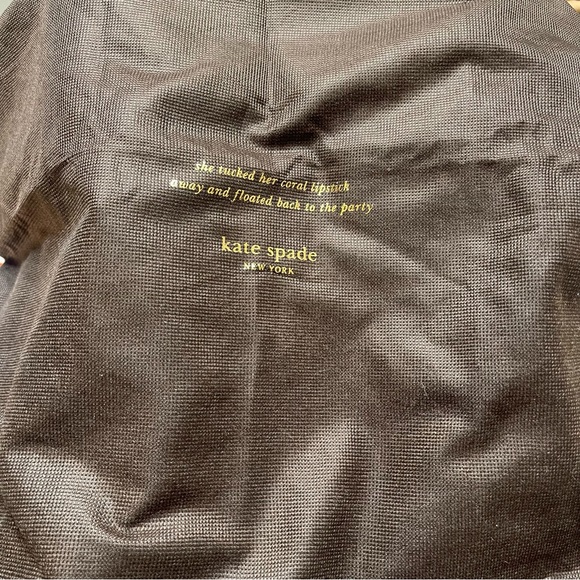 she tucked her coral lipstick
away and floated back to the party
kate spade
NEW YORK